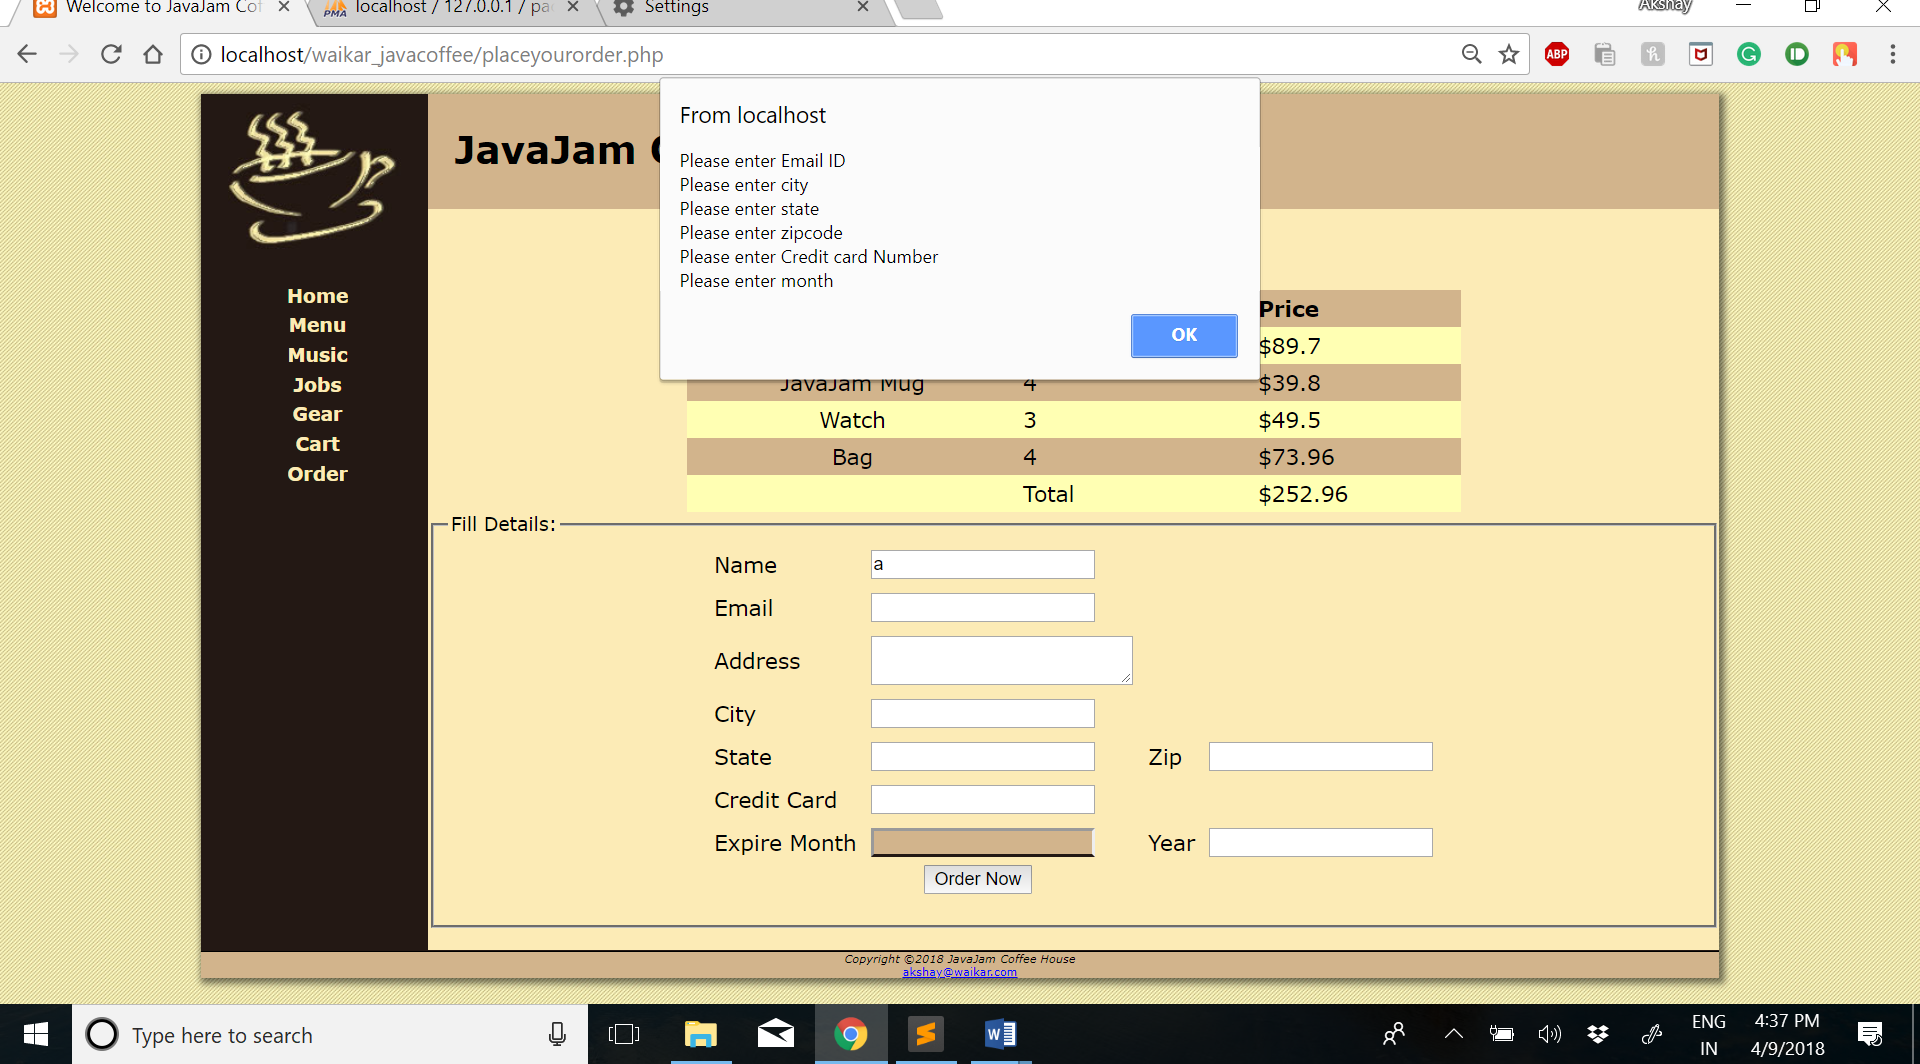 Welcome to JavaJam Cof
localhost / 127.0.0.1 / pac
Settings
Akshay
localhost/waikar_javacoffee/placeyourorder.php
ABP
From localhost
Please enter Email ID
Please enter city
Please enter state
Please enter zipcode
Please enter Credit card Number
Please enter month
OK
JavaJam
Home
Menu
Music
Jobs
Gear
Cart
Order
Price
$89.7
JavaJam Mug 4 $39.8
Watch 3 $49.5
Bag 4 $73.96
Total $252.96
Fill Details:
Name a
Email
Address
City
State Zip
Credit Card
Expire Month Year
Order Now
Copyright ©2018 JavaJam Coffee House
akshay@waikar.com
Type here to search
ENG
IN
4:37 PM
4/9/2018